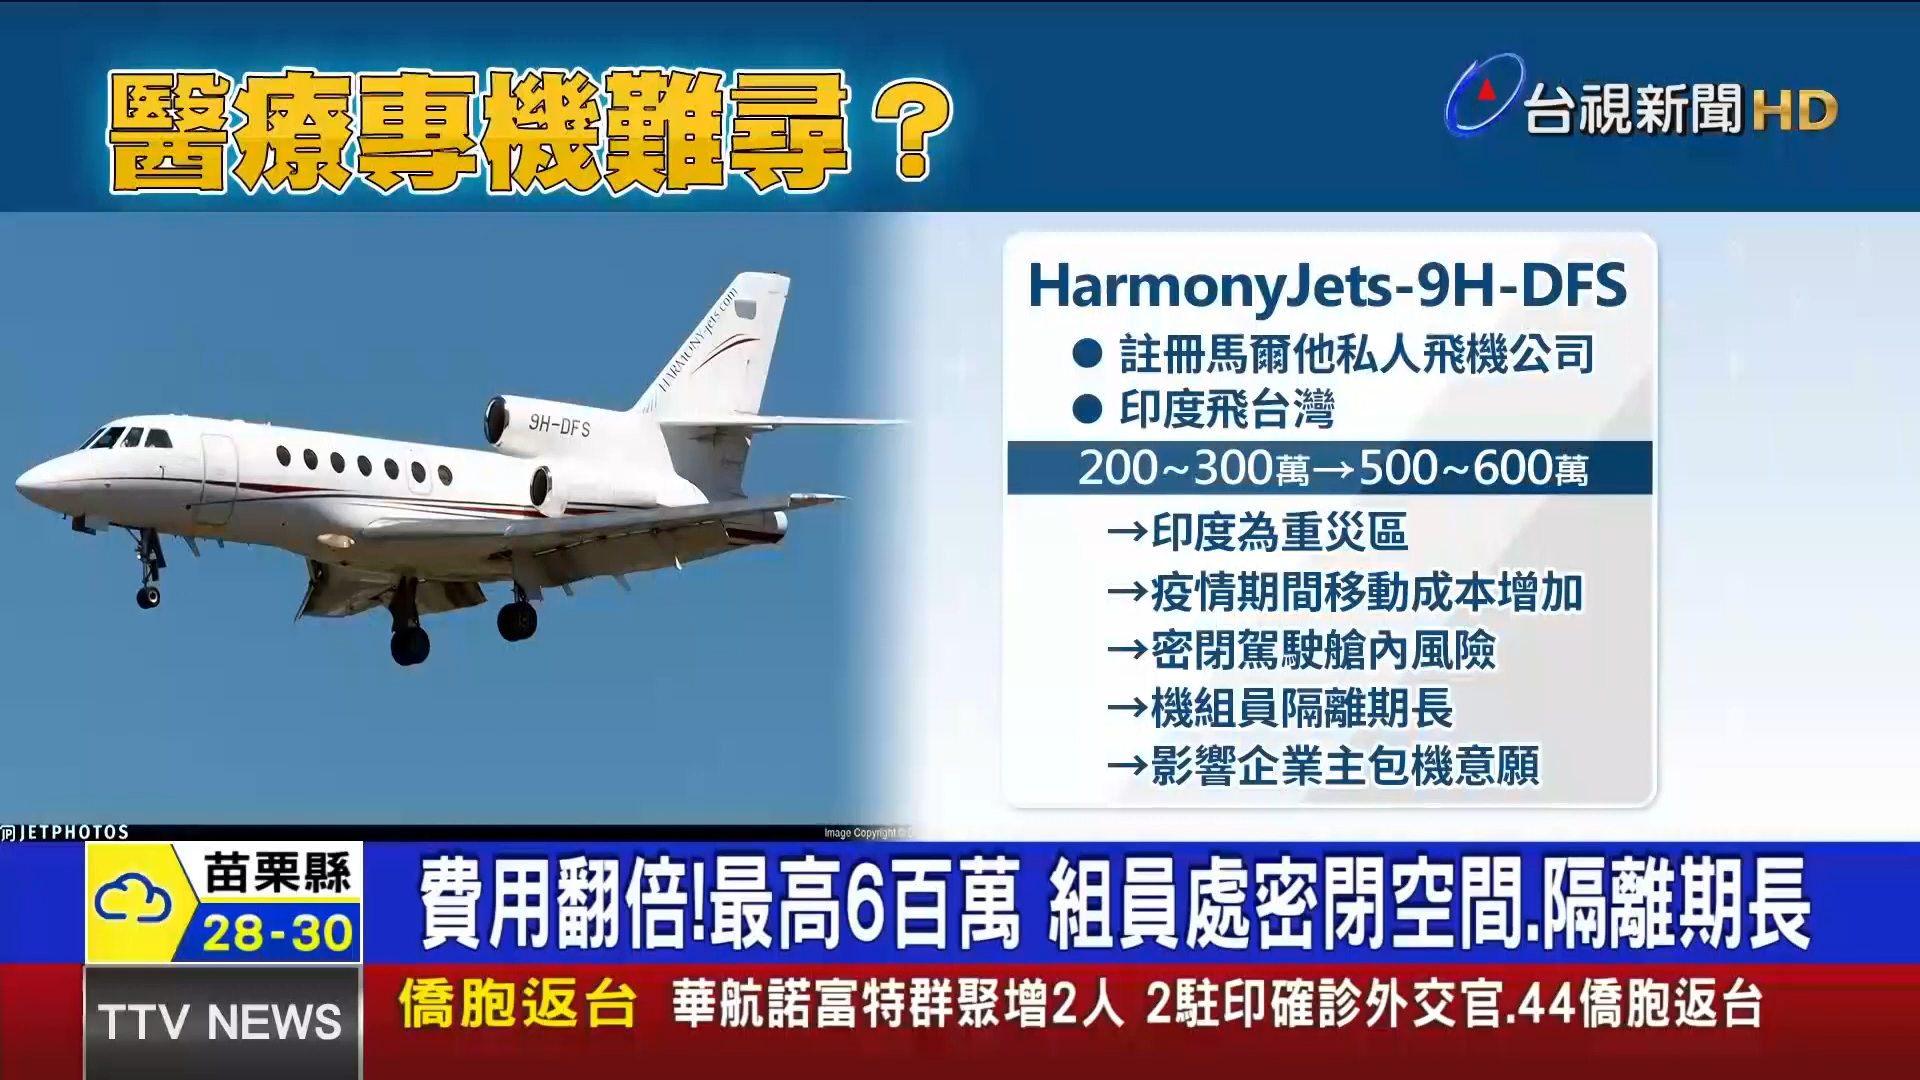 醫療專機難尋？
台視新聞HD
HARMONY-jets.com
9H-DFS
HarmonyJets-9H-DFS
● 註冊馬爾他私人飛機公司
● 印度飛台灣
200~300萬→500~600萬
→印度為重災區
→疫情期間移動成本增加
→密閉駕駛艙內風險
→機組員隔離期長
→影響企業主包機意願
JP JETPHOTOS
Image Copyright ©
苗栗縣
28-30
費用翻倍!最高6百萬 組員處密閉空間.隔離期長
TTV NEWS
僑胞返台 華航諾富特群聚增2人 2駐印確診外交官.44僑胞返台